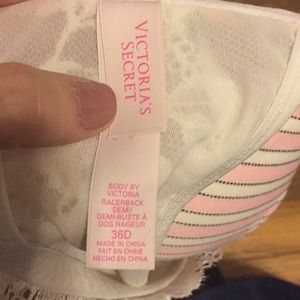 VICTORIA'S
SECRET
BODY BY
VICTORIA
RACERBACK
DEMI/
DEMI-BUSTE À
DOS NAGEUR
36D
MADE IN CHINA
FAIT EN CHINE
HECHO EN CHINA